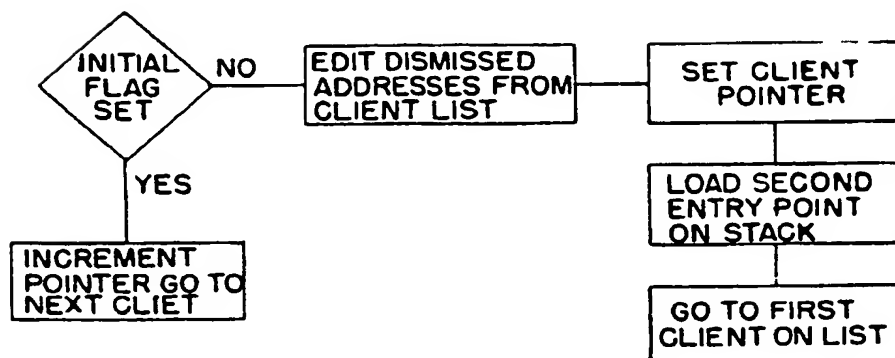 INITIAL
FLAG
SET
NO
EDIT DISMISSED
ADDRESSES FROM
CLIENT LIST
SET CLIENT
POINTER
YES
LOAD SECOND
ENTRY POINT
ON STACK
INCREMENT
POINTER GO TO
NEXT CLIET
GO TO FIRST
CLIENT ON LIST